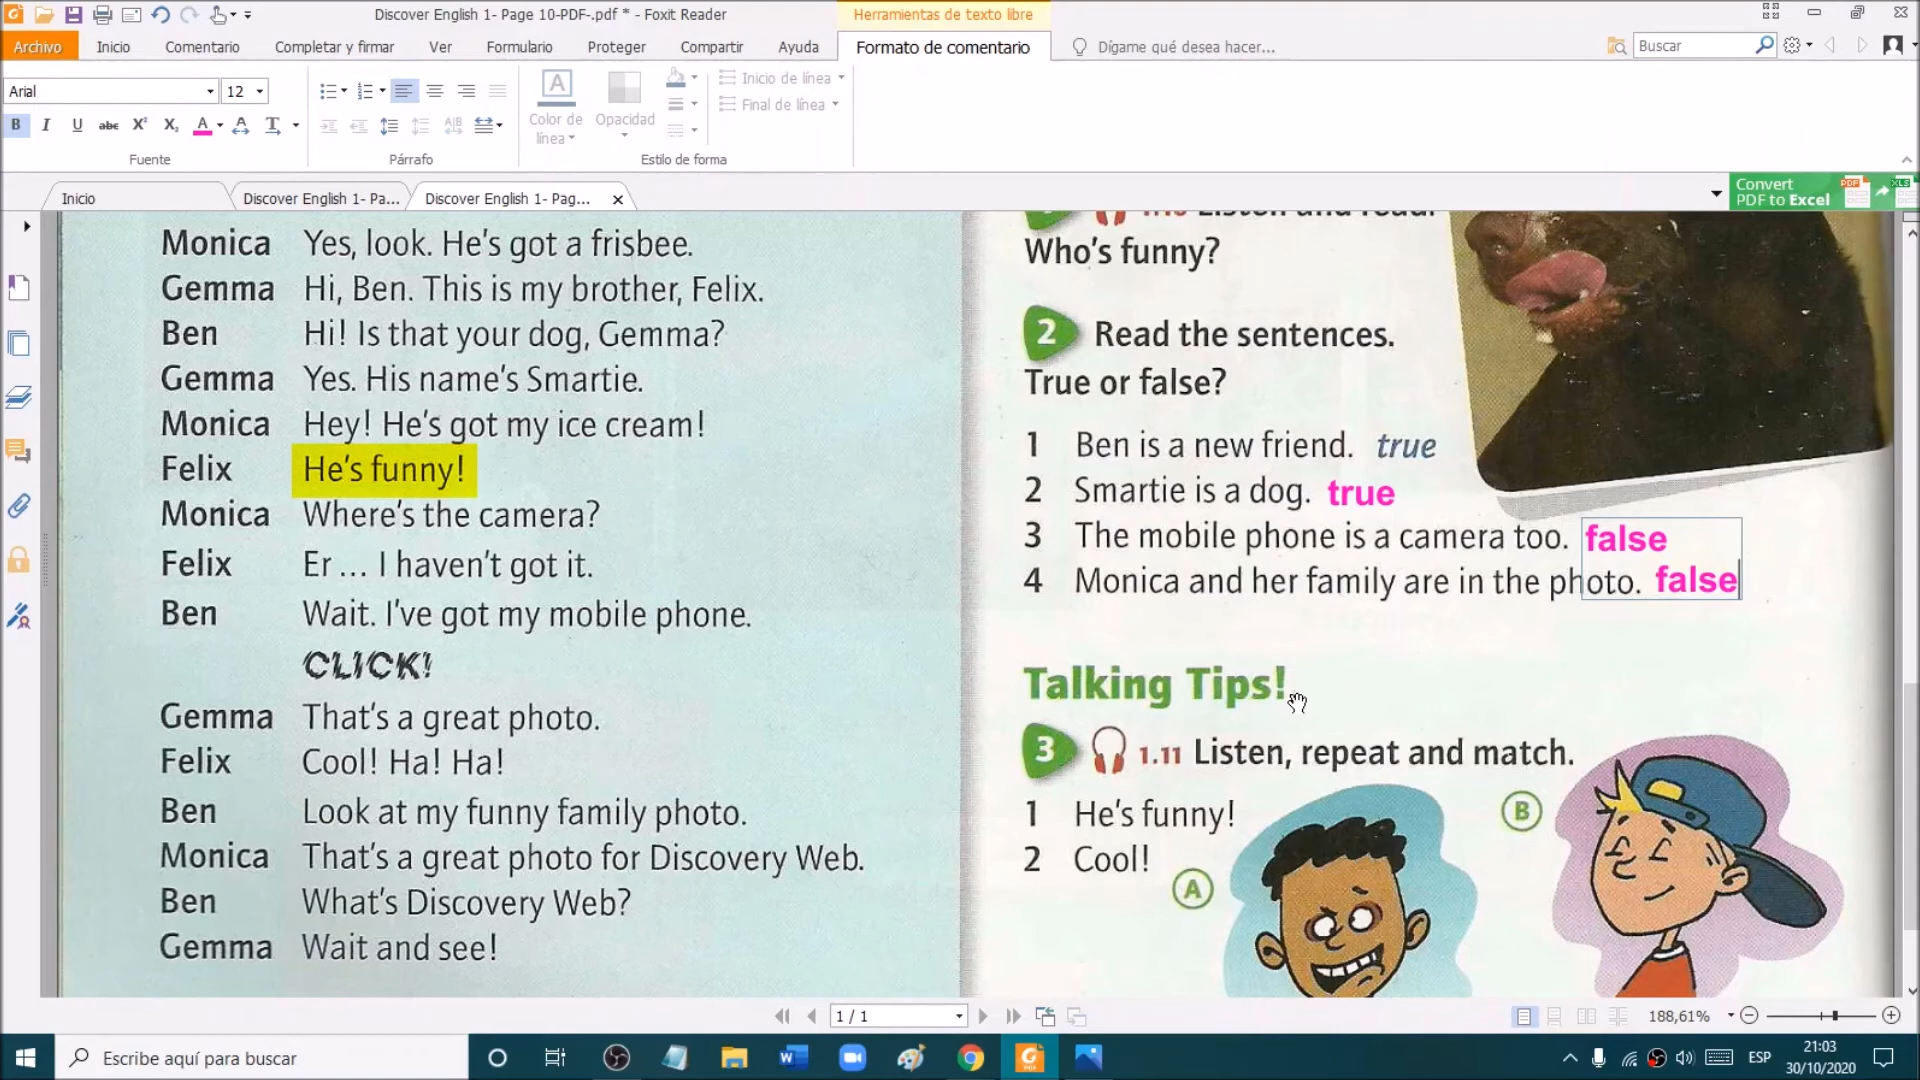 Discover English 1- Page 10-PDF-.pdf * - Foxit Reader
Herramientas de texto libre
Archivo Inicio Comentario Completar y firmar Ver Formulario Proteger Compartir Ayuda Formato de comentario Dígame qué desea hacer... Buscar
Arial 12
Color de línea Opacidad Inicio de línea
Final de línea
B I U abc X² X₂ A A T
Fuente Párrafo Estilo de forma
Inicio Discover English 1- Pa... Discover English 1- Pag...
Convert
PDF to Excel
PDF XLS
Monica Yes, look. He's got a frisbee.
Gemma Hi, Ben. This is my brother, Felix.
Ben Hi! Is that your dog, Gemma?
Gemma Yes. His name's Smartie.
Monica Hey! He's got my ice cream!
Felix He's funny!
Monica Where's the camera?
Felix Er ... I haven't got it.
Ben Wait. I've got my mobile phone.
CLICK!
Gemma That's a great photo.
Felix Cool! Ha! Ha!
Ben Look at my funny family photo.
Monica That's a great photo for Discovery Web.
Ben What's Discovery Web?
Gemma Wait and see!
Listen and read.
Who's funny?
2 Read the sentences.
True or false?
1 Ben is a new friend. true
2 Smartie is a dog. true
3 The mobile phone is a camera too. false
4 Monica and her family are in the photo. false
Talking Tips!
3 1.11 Listen, repeat and match.
1 He's funny!
2 Cool!
A
B
1 / 1
188,61%
Escribe aquí para buscar
ESP
21:03
30/10/2020